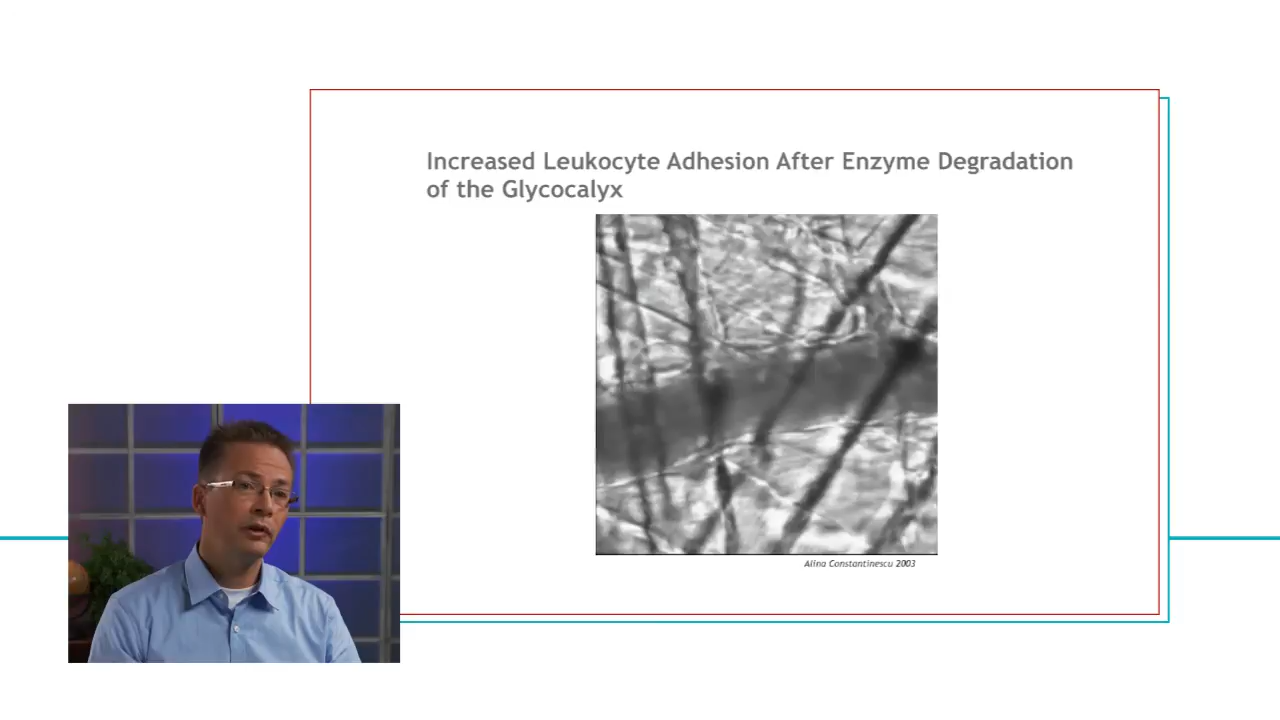 Increased Leukocyte Adhesion After Enzyme Degradation
of the Glycocalyx
Alina Constantinescu 2003